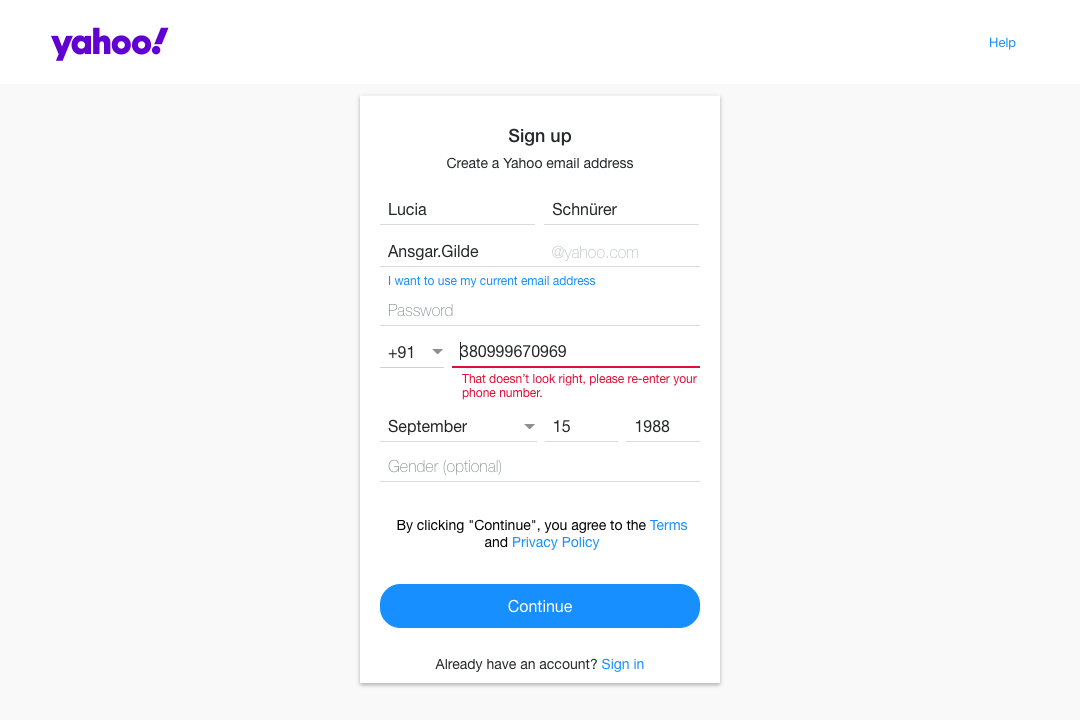 yahoo!
Help
Sign up
Create a Yahoo email address
Lucia Schnürer
Ansgar.Gilde @yahoo.com
I want to use my current email address
Password
+91 380999670969
That doesn’t look right, please re-enter your
phone number.
September 15 1988
Gender (optional)
By clicking "Continue", you agree to the Terms
and Privacy Policy
Continue
Already have an account? Sign in